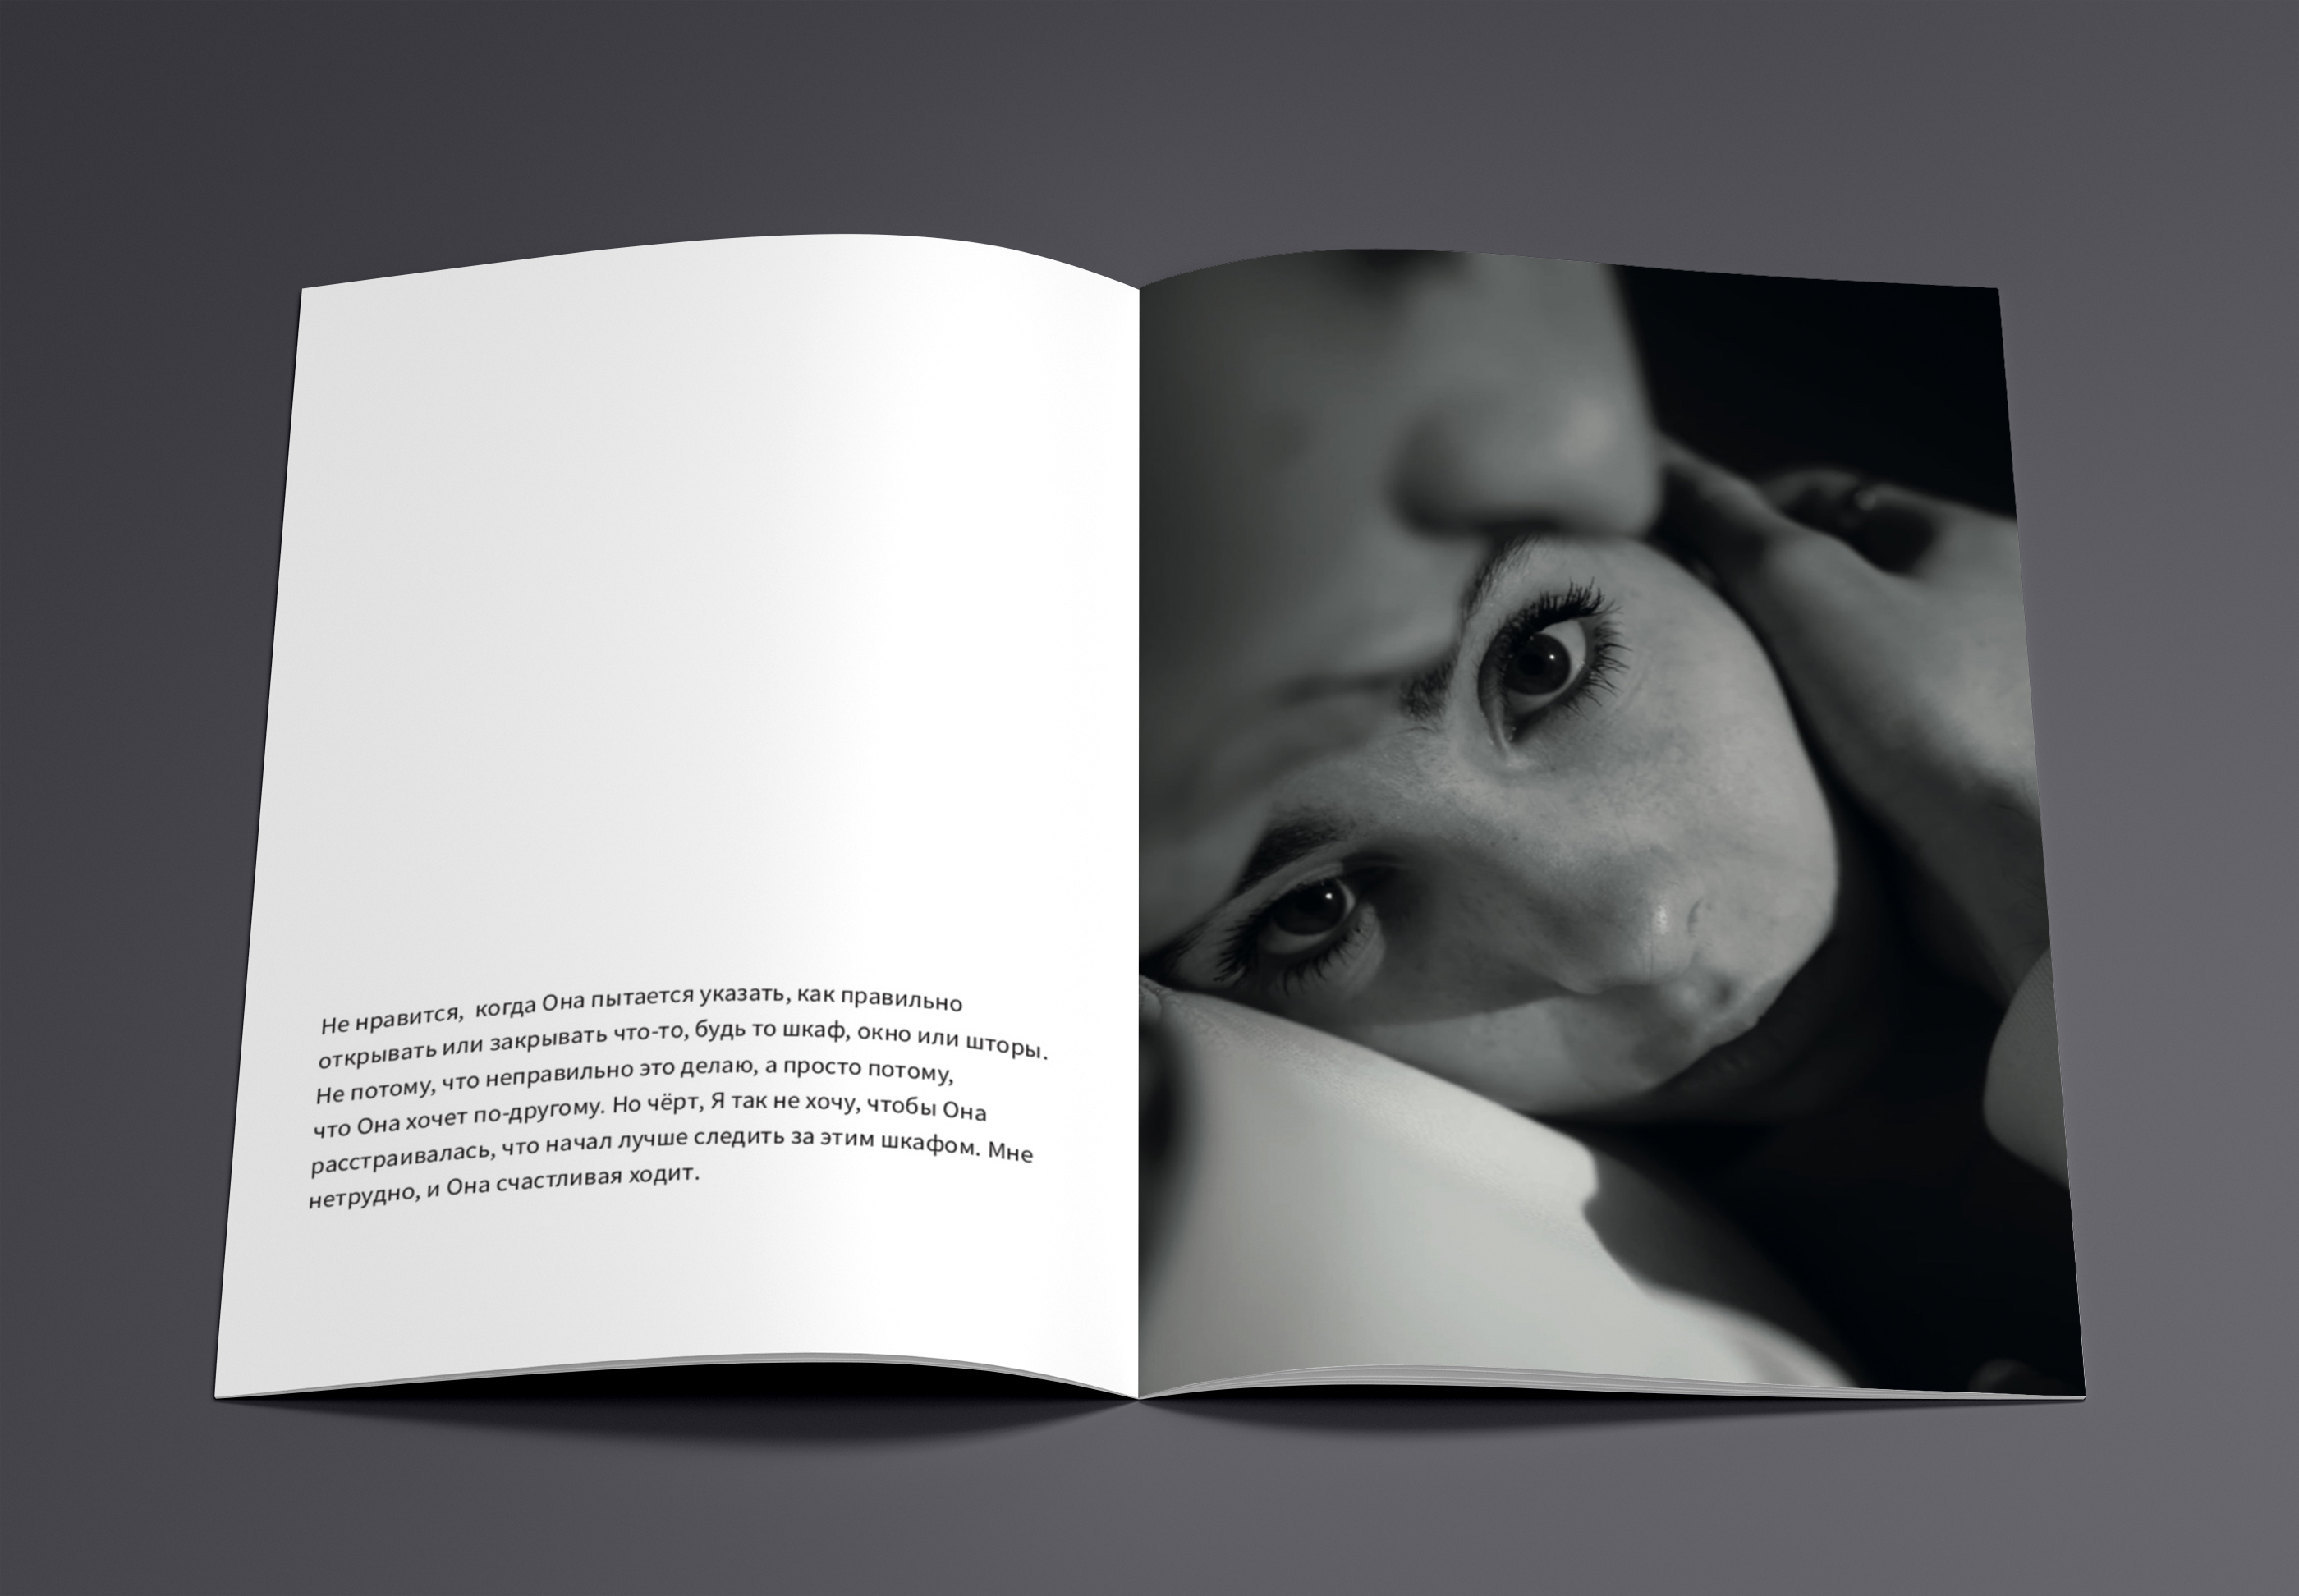 Не нравится,  когда Она пытается указать, как правильно
открывать или закрывать что-то, будь то шкаф, окно или шторы.
Не потому, что неправильно это делаю, а просто потому,
что Она хочет по-другому. Но чёрт, Я так не хочу, чтобы Она
расстраивалась, что начал лучше следить за этим шкафом. Мне
нетрудно, и Она счастливая ходит.